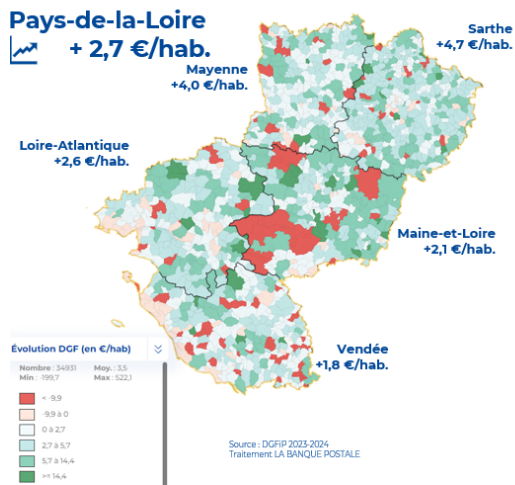 Pays-de-la-Loire
+ 2,7 €/hab.
Sarthe
+4,7 €/hab.
Mayenne
+4,0 €/hab.
Loire-Atlantique
+2,6 €/hab.
Maine-et-Loire
+2,1 €/hab.
Vendée
+1,8 €/hab.
Évolution DGF (en €/hab)
Nombre : 34931 Moy. : 3,5
Min : -199,7 Max : 522,1
< -9,9
-9,9 à 0
0 à 2,7
2,7 à 5,7
5,7 à 14,4
>= 14,4
Source : DGFiP 2023-2024
Traitement LA BANQUE POSTALE